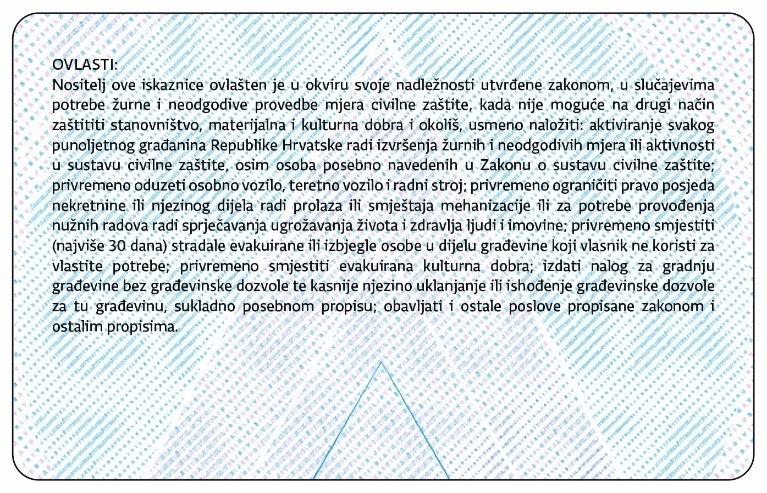 OVLASTI:
Nositelj ove iskaznice ovlašten je u okviru svoje nadležnosti utvrđene zakonom, u slučajevima
potrebe žurne i neodgodive provedbe mjera civilne zaštite, kada nije moguće na drugi način
zaštititi stanovništvo, materijalna i kulturna dobra i okoliš, usmeno naložiti: aktiviranje svakog
punoljetnog građanina Republike Hrvatske radi izvršenja žurnih i neodgodivih mjera ili aktivnosti
u sustavu civilne zaštite, osim osoba posebno navedenih u Zakonu o sustavu civilne zaštite;
privremeno oduzeti osobno vozilo, teretno vozilo i radni stroj; privremeno ograničiti pravo posjeda
nekretnine ili njezinog dijela radi prolaza ili smještaja mehanizacije ili za potrebe provođenja
nužnih radova radi sprječavanja ugrožavanja života i zdravlja ljudi i imovine; privremeno smjestiti
(najviše 30 dana) stradale evakuirane ili izbjegle osobe u dijelu građevine koji vlasnik ne koristi za
vlastite potrebe; privremeno smjestiti evakuirana kulturna dobra; izdati nalog za gradnju
građevine bez građevinske dozvole te kasnije njezino uklanjanje ili ishođenje građevinske dozvole
za tu građevinu, sukladno posebnom propisu; obavljati i ostale poslove propisane zakonom i
ostalim propisima.